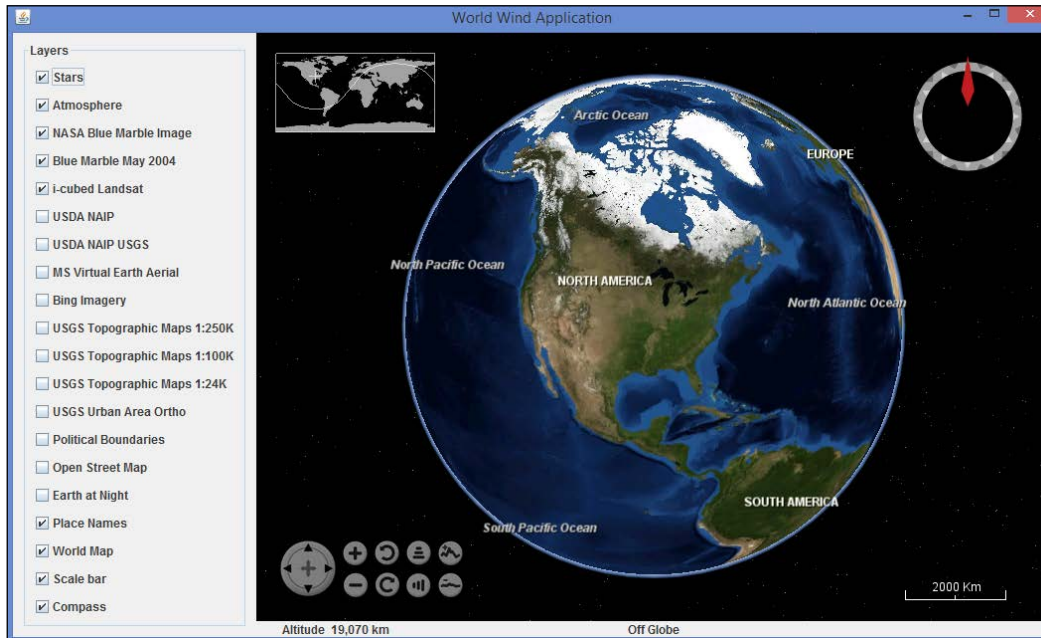 World Wind Application
Layers
Stars
Atmosphere
NASA Blue Marble Image
Blue Marble May 2004
i-cubed Landsat
USDA NAIP
USDA NAIP USGS
MS Virtual Earth Aerial
Bing Imagery
USGS Topographic Maps 1:250K
USGS Topographic Maps 1:100K
USGS Topographic Maps 1:24K
USGS Urban Area Ortho
Political Boundaries
Open Street Map
Earth at Night
Place Names
World Map
Scale bar
Compass
Arctic Ocean
EUROPE
North Pacific Ocean
NORTH AMERICA
North Atlantic Ocean
SOUTH AMERICA
South Pacific Ocean
2000 Km
Altitude 19,070 km
Off Globe